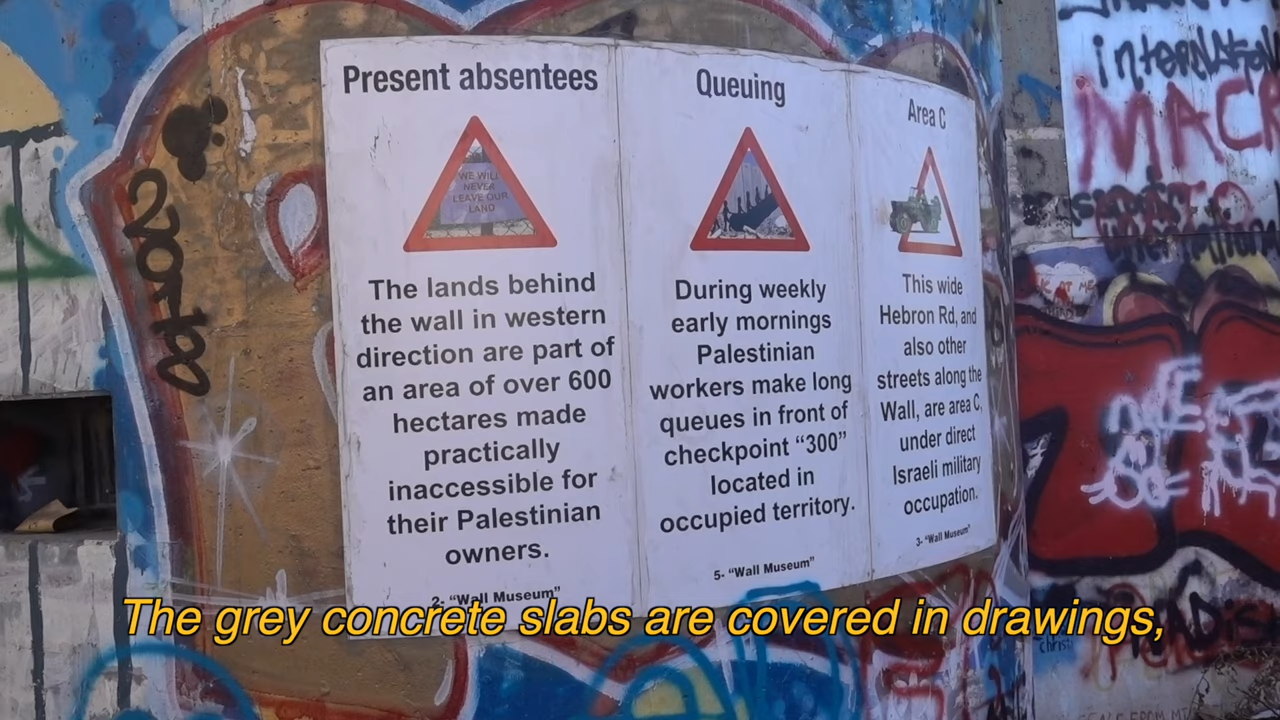 Present absentees
WE WILL
NEVER
LEAVE OUR
LAND
The lands behind
the wall in western
direction are part of
an area of over 600
hectares made
practically
inaccessible for
their Palestinian
owners.
2- "Wall Museum"
Queuing
During weekly
early mornings
Palestinian
workers make long
queues in front of
checkpoint “300”
located in
occupied territory.
5- "Wall Museum"
Area C
This wide
Hebron Rd, and
also other
streets along the
Wall, are area C,
under direct
Israeli military
occupation.
3- "Wall Museum"
The grey concrete slabs are covered in drawings,